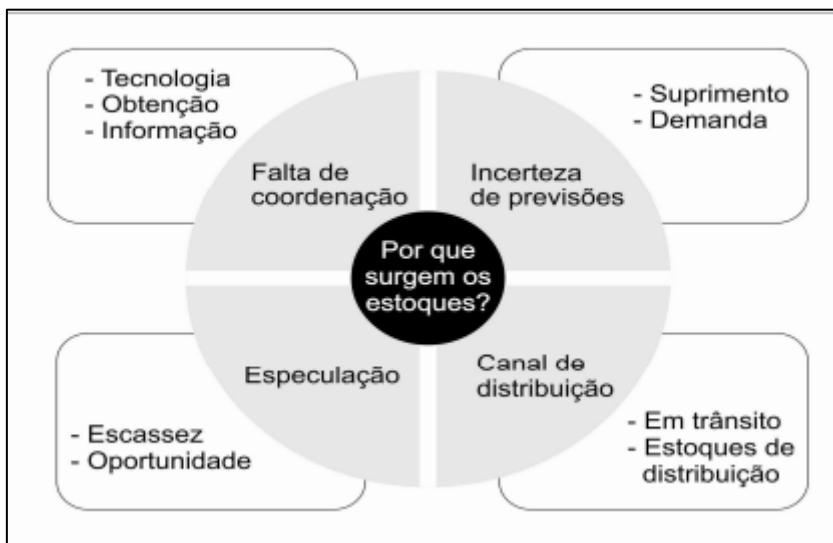 - Tecnologia
- Obtenção
- Informação
- Suprimento
- Demanda
Falta de
coordenação
Incerteza
de previsões
Por que
surgem os
estoques?
Especulação
Canal de
distribuição
- Escassez
- Oportunidade
- Em trânsito
- Estoques de
distribuição